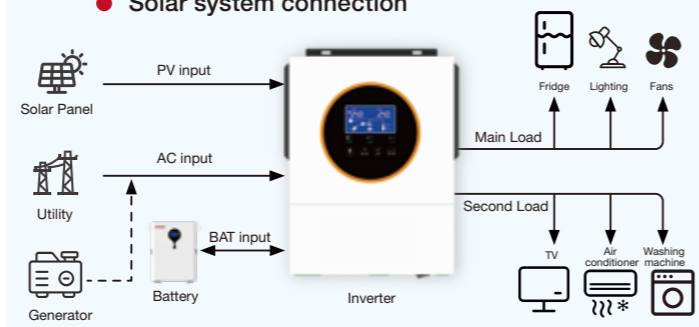 Solar system connection
PV input
Solar Panel
AC input
Utility
BAT input
Generator
Battery
Inverter
Main Load
Fridge
Lighting
Fans
Second Load
TV
Air
conditioner
Washing
machine